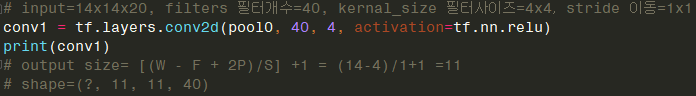 # input=14x14x20, filters 필터개수=40, kernal_size 필터사이즈=4x4, stride 이동=1x1
conv1 = tf.layers.conv2d(pool0, 40, 4, activation=tf.nn.relu)
print(conv1)
# output size= [(W - F + 2P)/S] +1 = (14-4)/1+1 =11
# shape=(?, 11, 11, 40)